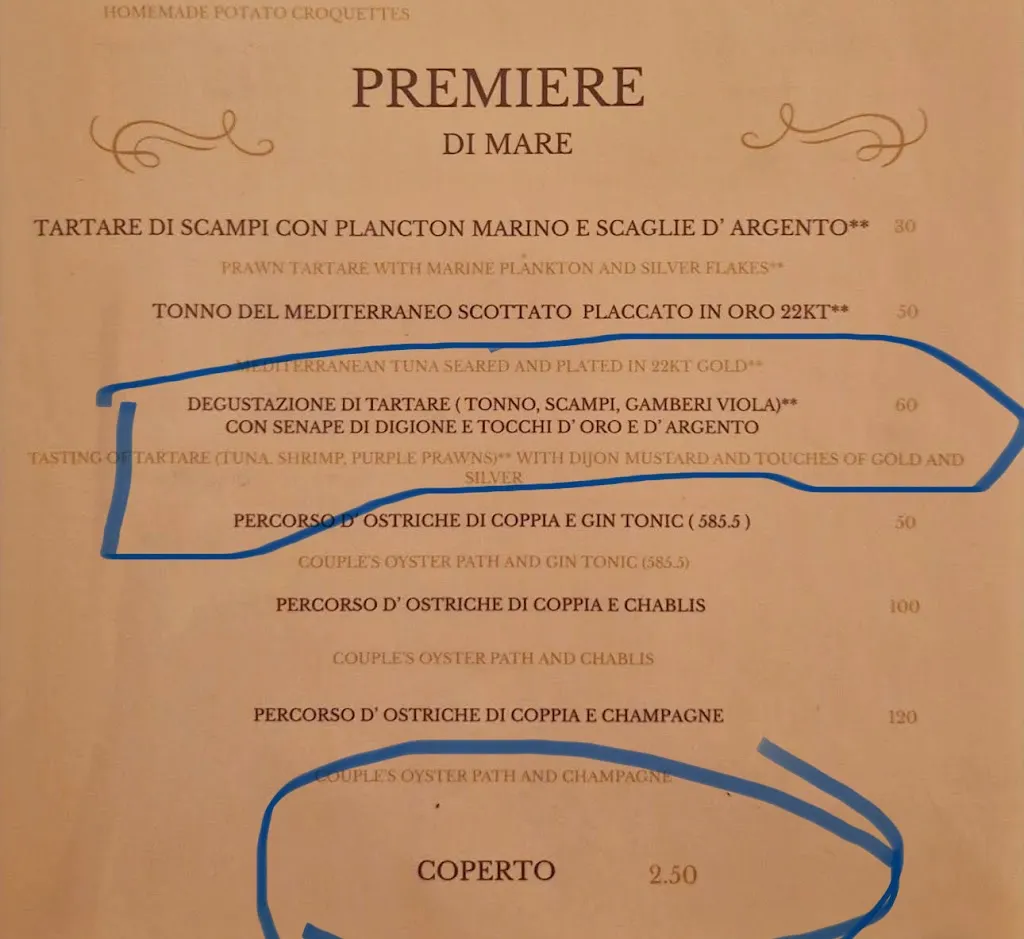 HOMEMADE POTATO CROQUETTES
PREMIERE
DI MARE
TARTARE DI SCAMPI CON PLANCTON MARINO E SCAGLIE D' ARGENTO** 30
PRAWN TARTARE WITH MARINE PLANKTON AND SILVER FLAKES**
TONNO DEL MEDITERRANEO SCOTTATO PLACCATO IN ORO 22KT** 50
MEDITERRANEAN TUNA SEARED AND PLATED IN 22KT GOLD**
DEGUSTAZIONE DI TARTARE ( TONNO, SCAMPI, GAMBERI VIOLA)** 60
CON SENAPE DI DIGIONE E TOCCHI D' ORO E D' ARGENTO
TASTING OF TARTARE (TUNA. SHRIMP, PURPLE PRAWNS)** WITH DIJON MUSTARD AND TOUCHES OF GOLD AND
SILVER
PERCORSO D' OSTRICHE DI COPPIA E GIN TONIC ( 585.5 ) 50
COUPLE'S OYSTER PATH AND GIN TONIC (585.5)
PERCORSO D' OSTRICHE DI COPPIA E CHABLIS 100
COUPLE'S OYSTER PATH AND CHABLIS
PERCORSO D' OSTRICHE DI COPPIA E CHAMPAGNE 120
COUPLE'S OYSTER PATH AND CHAMPAGNE
COPERTO 2.50